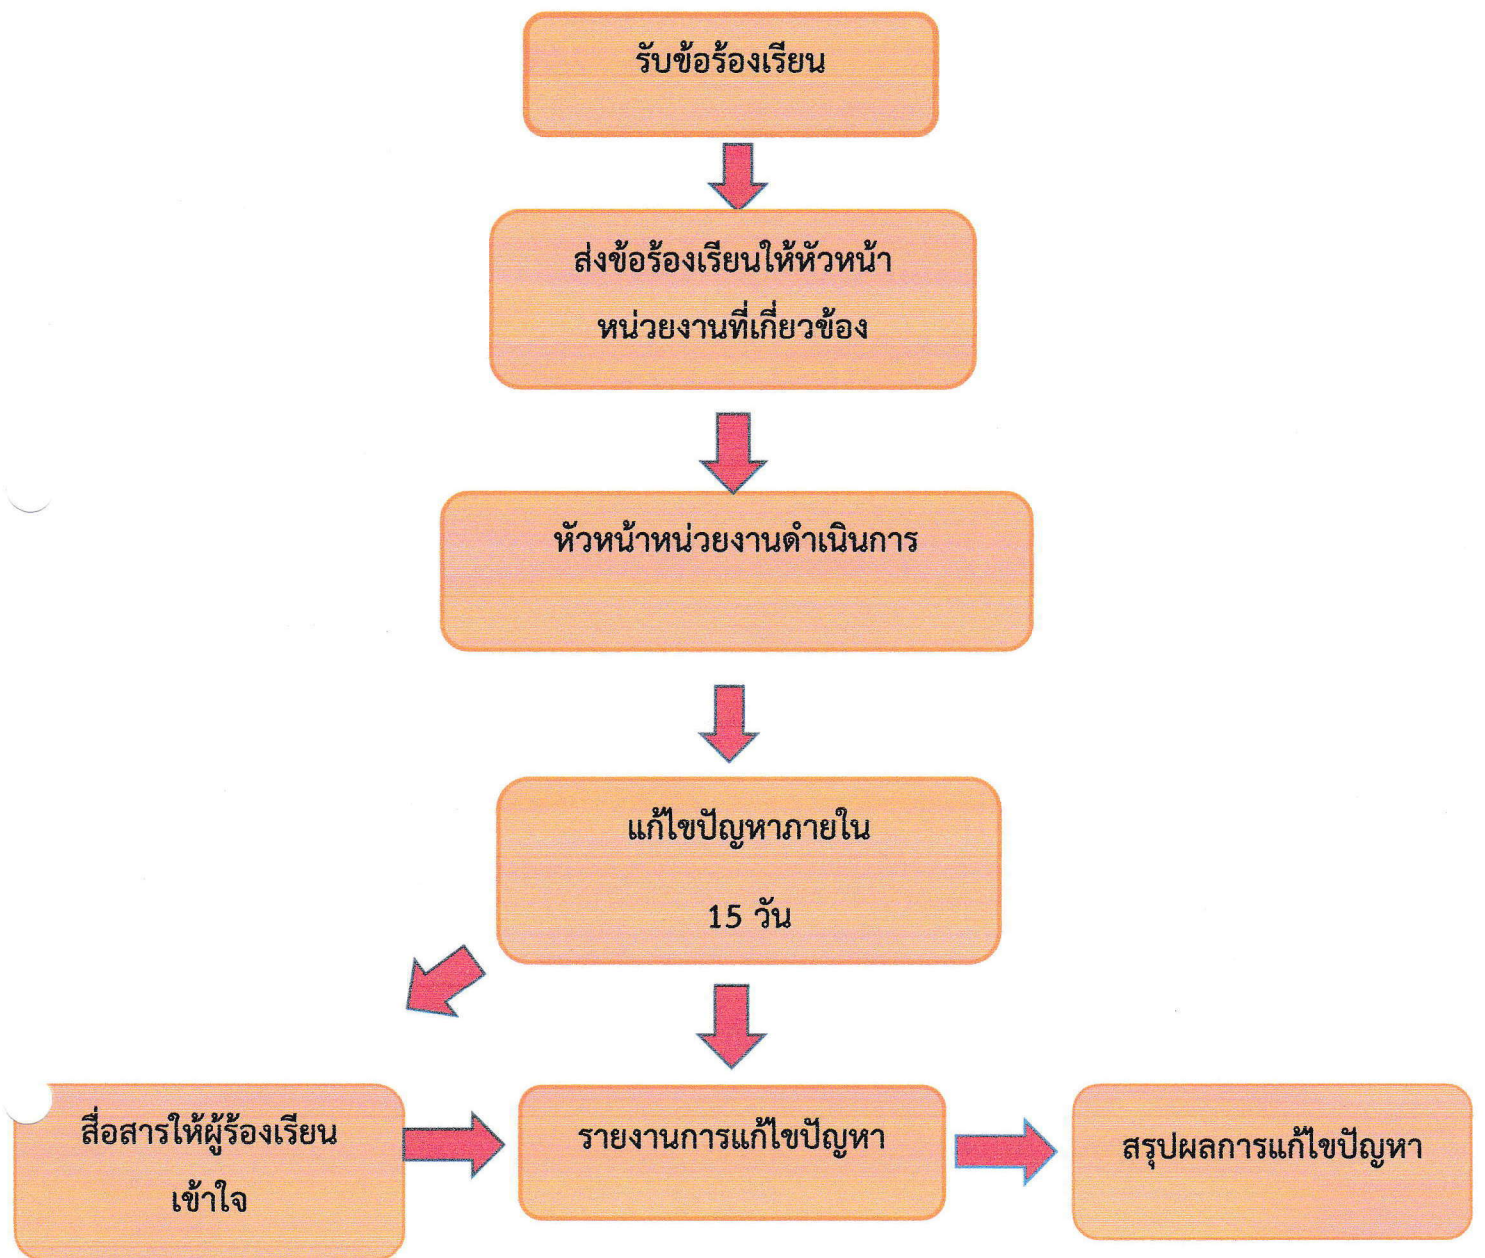 รับข้อร้องเรียน
ส่งข้อร้องเรียนให้หัวหน้า
หน่วยงานที่เกี่ยวข้อง
หัวหน้าหน่วยงานดำเนินการ
แก้ไขปัญหาภายใน
15 วัน
สื่อสารให้ผู้ร้องเรียน
เข้าใจ
รายงานการแก้ไขปัญหา
สรุปผลการแก้ไขปัญหา